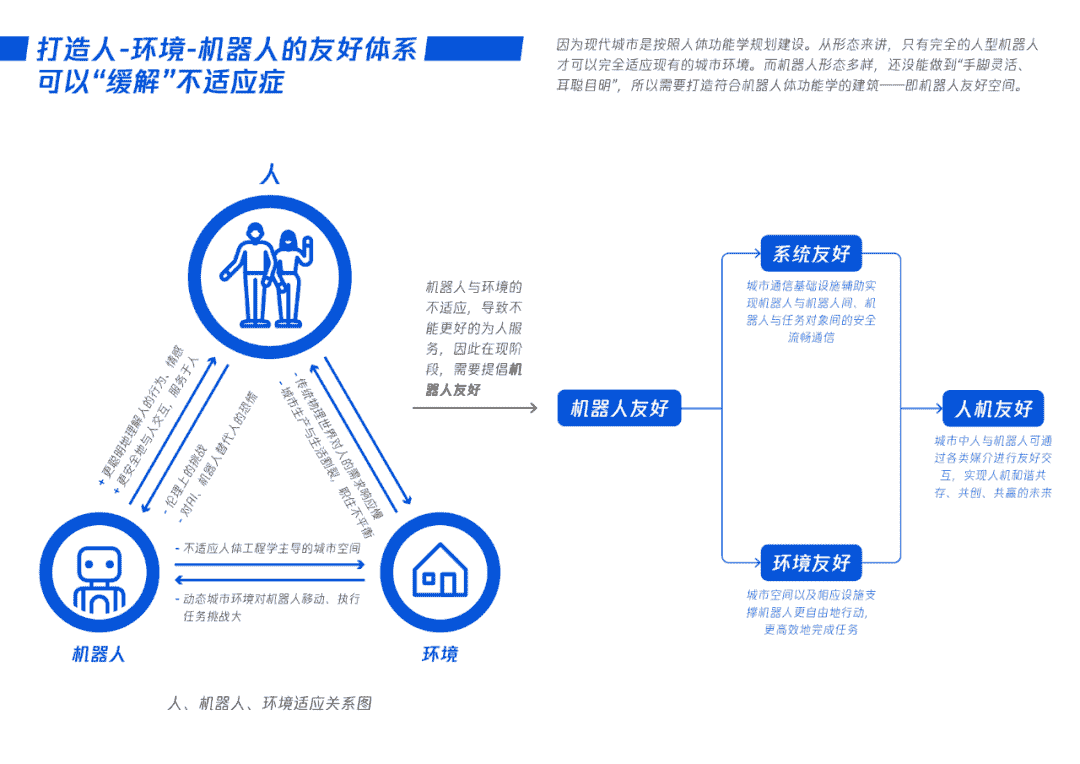 打造人-环境-机器人的友好体系
可以“缓解”不适应症
因为现代城市是按照人体功能学规划建设。从形态来讲，只有完全的人型机器人
才可以完全适应现有的城市环境。而机器人形态多样，还没能做到“手脚灵活、
耳聪目明”，所以需要打造符合机器人体功能学的建筑——即机器人友好空间。
人
+ 更聪明地理解人的行为、情感
+ 更安全地与人交互，服务于人
- 伦理上的挑战
- 对AI、机器人替代人的恐慌
- 传统物理世界对人的需求响应慢
- 城市生产与生活割裂，职住不平衡
- 不适应人体工程学主导的城市空间
- 动态城市环境对机器人移动、执行
任务挑战大
机器人
环境
人、机器人、环境适应关系图
机器人与环境的
不适应，导致不
能更好的为人服
务，因此在现阶
段，需要提倡机
器人友好
机器人友好
系统友好
城市通信基础设施辅助实
现机器人与机器人间、机
器人与任务对象间的安全
流畅通信
环境友好
城市空间以及相应设施支
撑机器人更自由地行动，
更高效地完成任务
人机友好
城市中人与机器人可通
过各类媒介进行友好交
互，实现人机和谐共
存、共创、共赢的未来